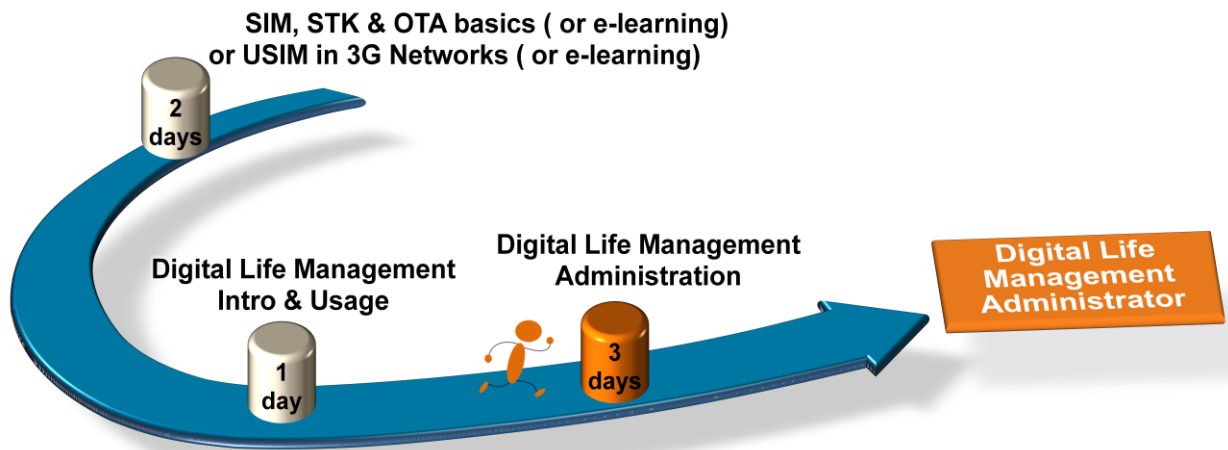 SIM, STK & OTA basics ( or e-learning)
or USIM in 3G Networks ( or e-learning)
2
days
Digital Life Management
Intro & Usage
1
day
Digital Life Management
Administration
3
days
Digital Life
Management
Administrator